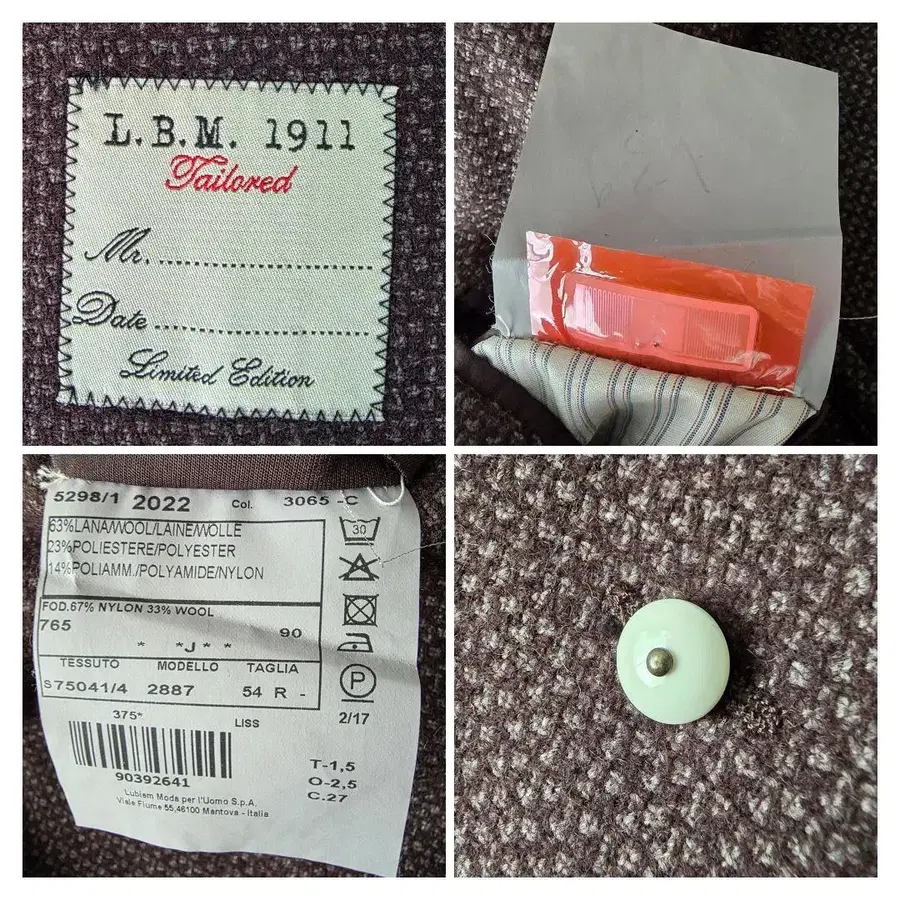 L.B.M. 1911
Tailored
Mr. ........................
Date ........................
Limited Edition
5298/1 2022 Col. 3065 -C
63%LANA/WOOL/LAINE/WOLLE
23%POLIESTERE/POLYESTER
14%POLIAMM./POLYAMIDE/NYLON
30
FOD.67% NYLON 33% WOOL
765
90
* *J* *
TESSUTO MODELLO TAGLIA
S75041/4 2887 54 R -
P
375* LISS 2/17
90392641
T-1,5
O-2,5
C.27
Lubiam Moda per l'Uomo S.p.A.
Viale Fiume 55,46100 Mantova - Italia